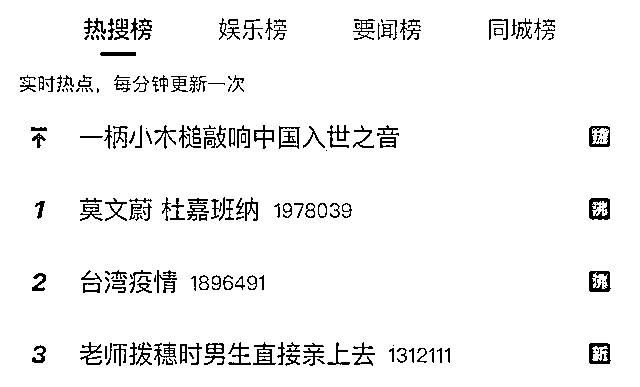 热搜榜 娱乐榜 要闻榜 同城榜
实时热点，每分钟更新一次
一柄小木槌敲响中国入世之音
1 莫文蔚 杜嘉班纳 1978039
2 台湾疫情 1896491
3 老师拨穗时男生直接亲上去 1312111 新